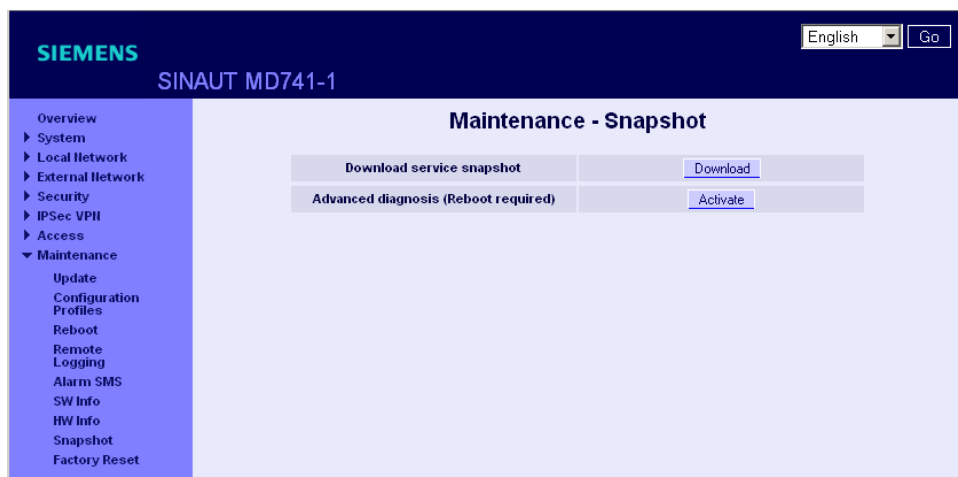 English
Go
SIEMENS
SINAUT MD741-1
Overview
System
Local Network
External Network
Security
IPSec VPN
Access
Maintenance
Update
Configuration
Profiles
Reboot
Remote
Logging
Alarm SMS
SW Info
HW Info
Snapshot
Factory Reset
Maintenance - Snapshot
Download service snapshot
Download
Advanced diagnosis (Reboot required)
Activate